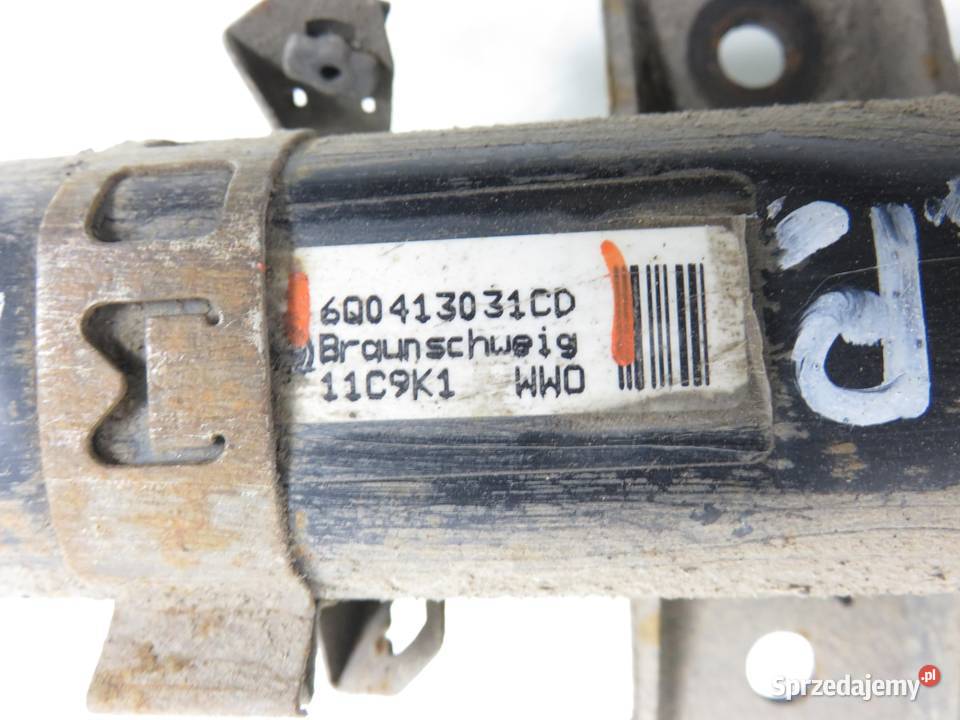 6Q0413031CD
Braunschweig
11C9K1 WWO
P.
Sprzedajemy.pl